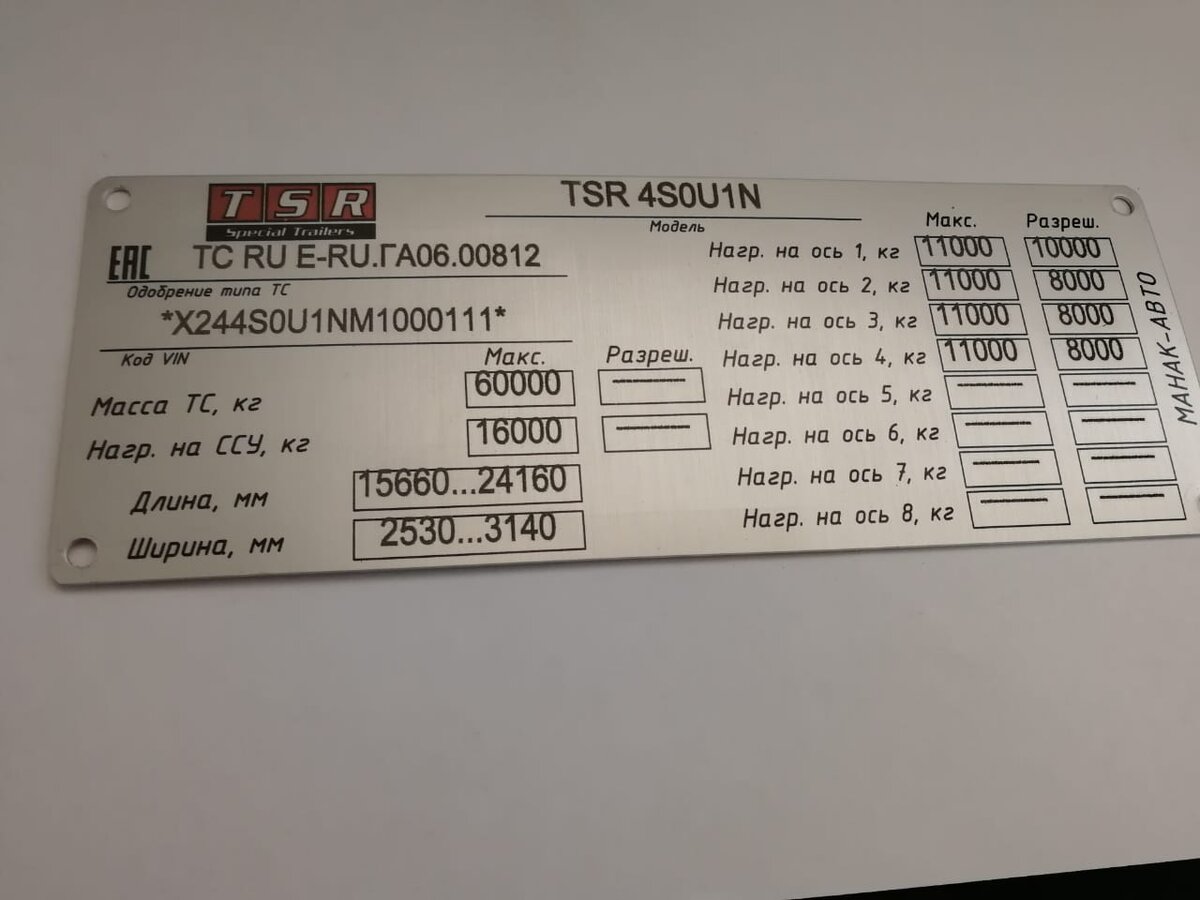 TSR
Special Trailers
TSR 4S0U1N
Модель
EAC TC RU E-RU.ГА06.00812
Одобрение типа ТС
*X244S0U1NM1000111*
Код VIN
Макс. Разреш.
Масса ТС, кг 60000 ----------
Нагр. на ССУ, кг 16000 ----------
Длина, мм 15660...24160
Ширина, мм 2530...3140
Макс. Разреш.
Нагр. на ось 1, кг 11000 10000
Нагр. на ось 2, кг 11000 8000
Нагр. на ось 3, кг 11000 8000
Нагр. на ось 4, кг 11000 8000
Нагр. на ось 5, кг ---------- ----------
Нагр. на ось 6, кг ---------- ----------
Нагр. на ось 7, кг ---------- ----------
Нагр. на ось 8, кг ---------- ----------
МАНАК-АВТО